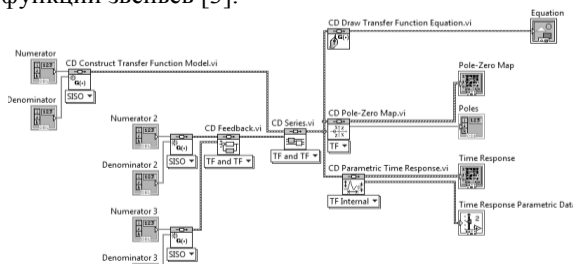 функций звеньев [3].
Equation
CD Draw Transfer Function Equation.vi
Numerator
CD Construct Transfer Function Model.vi
SISO
Denominator
Pole-Zero Map
Numerator 2
CD Feedback.vi
CD Series.vi
CD Pole-Zero Map.vi
Poles
SISO
TF and TF
TF and TF
TF
Denominator 2
CD Parametric Time Response.vi
Time Response
TF Internal
Numerator 3
Time Response Parametric Data
SISO
Denominator 3